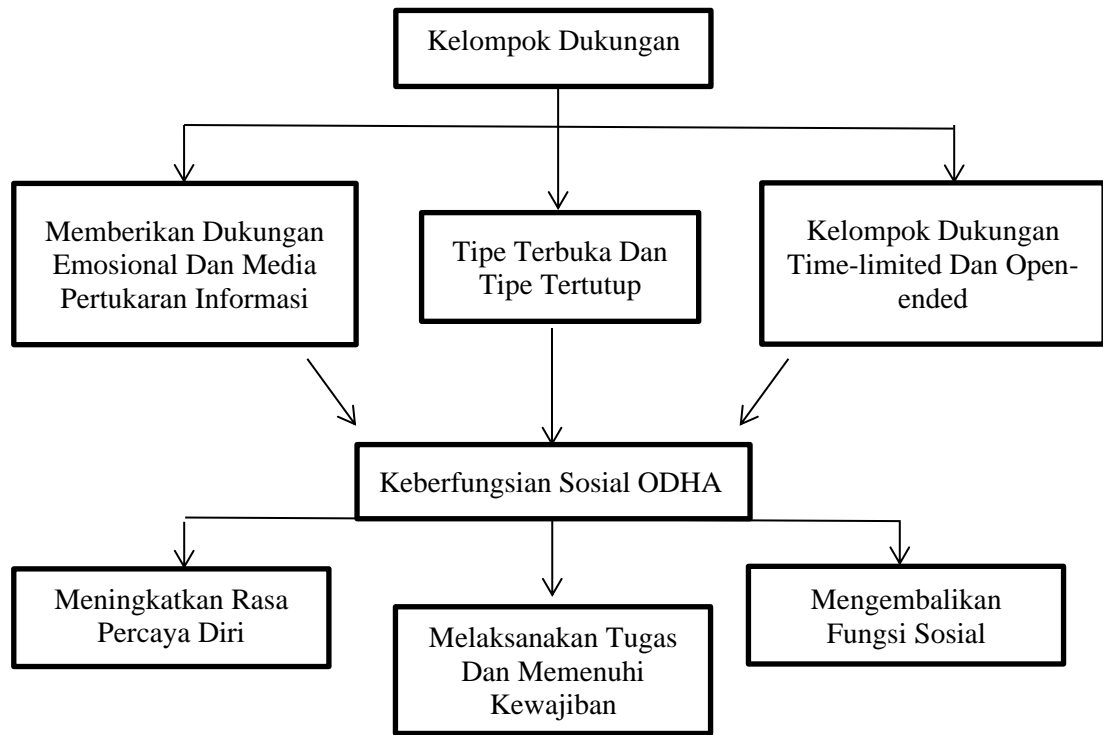 Kelompok Dukungan
Memberikan Dukungan
Emosional Dan Media
Pertukaran Informasi
Tipe Terbuka Dan
Tipe Tertutup
Kelompok Dukungan
Time-limited Dan Open-
ended
Keberfungsian Sosial ODHA
Meningkatkan Rasa
Percaya Diri
Melaksanakan Tugas
Dan Memenuhi
Kewajiban
Mengembalikan
Fungsi Sosial